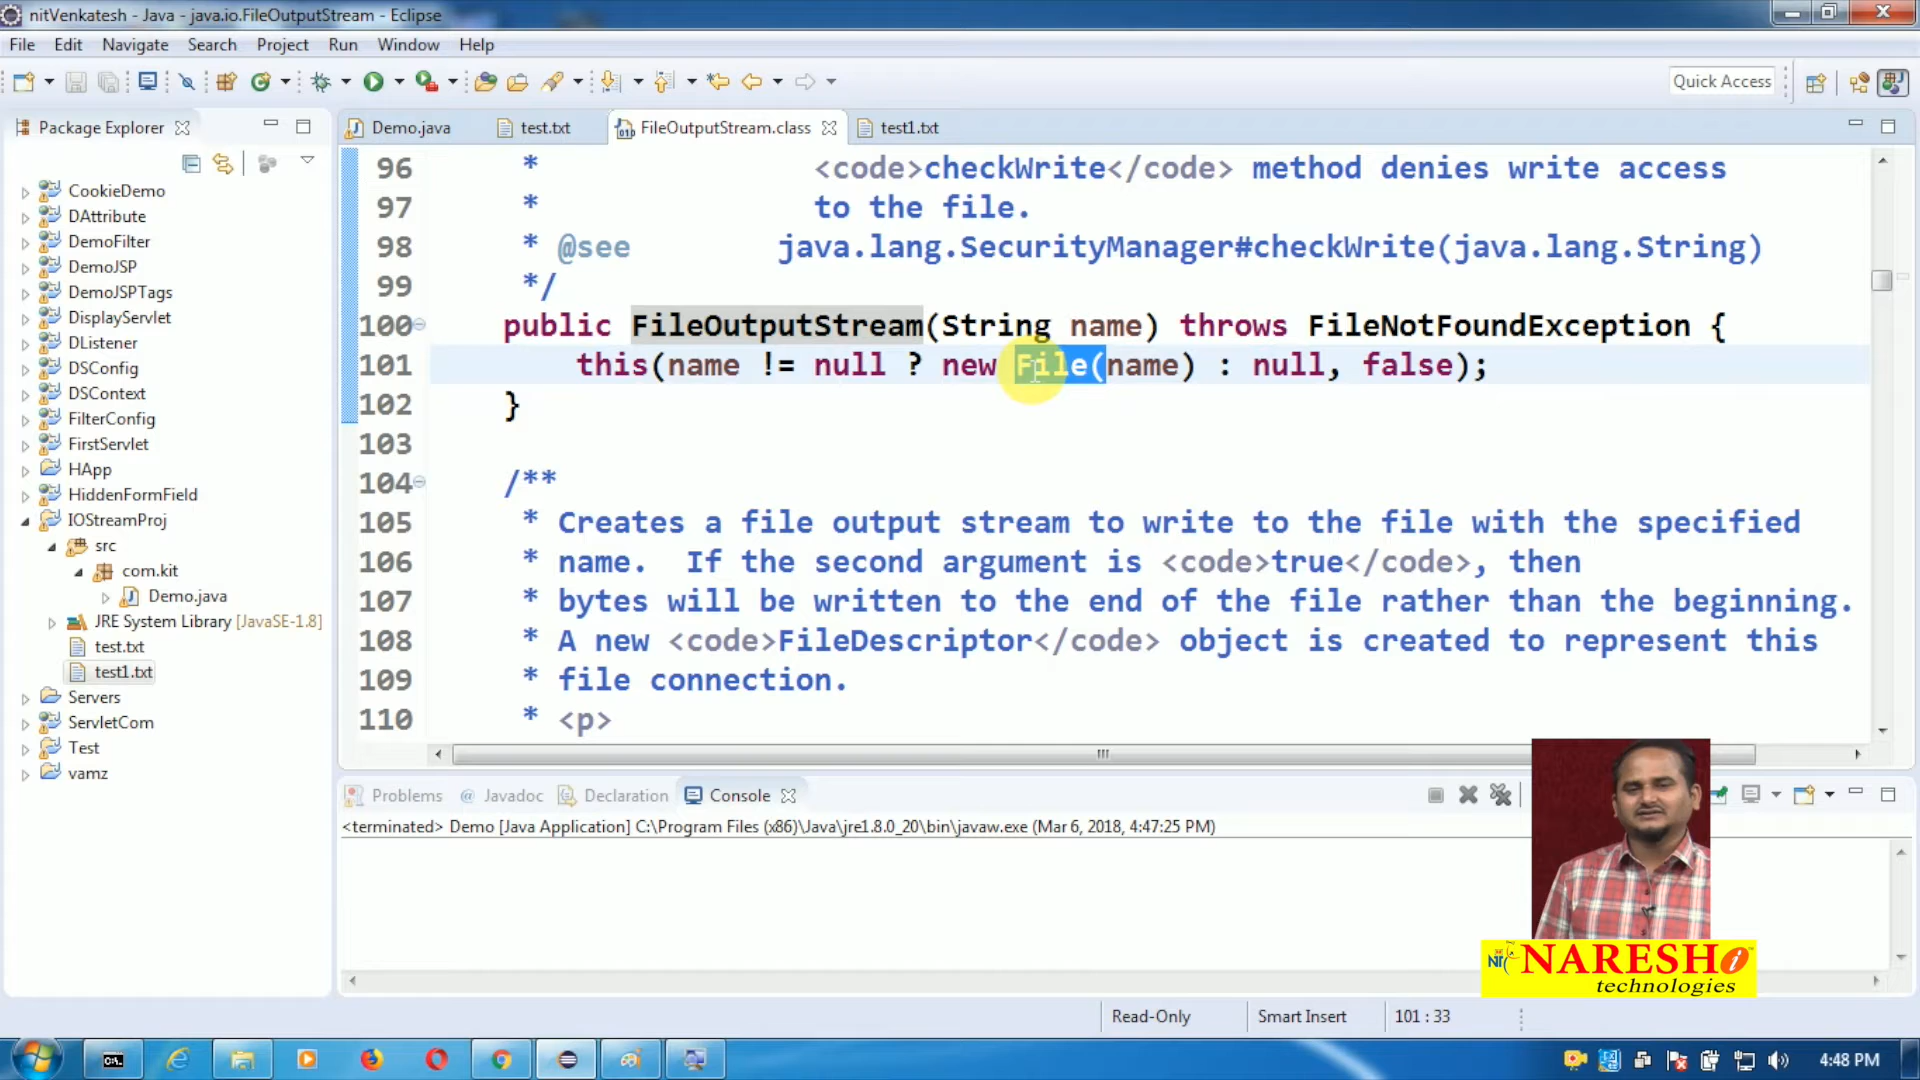 nitVenkatesh - Java - java.io.FileOutputStream - Eclipse
File Edit Navigate Search Project Run Window Help
Quick Access
Package Explorer
Demo.java test.txt FileOutputStream.class test1.txt
CookieDemo
DAttribute
DemoFilter
DemoJSP
DemoJSPTags
DisplayServlet
DListener
DSConfig
DSContext
FilterConfig
FirstServlet
HApp
HiddenFormField
IOStreamProj
src
com.kit
Demo.java
JRE System Library [JavaSE-1.8]
test.txt
test1.txt
Servers
ServletCom
Test
vamz
96 * <code>checkWrite</code> method denies write access
97 * to the file.
98 * @see java.lang.SecurityManager#checkWrite(java.lang.String)
99 */
100 public FileOutputStream(String name) throws FileNotFoundException {
101 this(name != null ? new File(name) : null, false);
102 }
103
104 /**
105 * Creates a file output stream to write to the file with the specified
106 * name. If the second argument is <code>true</code>, then
107 * bytes will be written to the end of the file rather than the beginning.
108 * A new <code>FileDescriptor</code> object is created to represent this
109 * file connection.
110 * <p>
Problems @ Javadoc Declaration Console
<terminated> Demo [Java Application] C:\Program Files (x86)\Java\jre1.8.0_20\bin\javaw.exe (Mar 6, 2018, 4:47:25 PM)
NARESH i
technologies
Read-Only Smart Insert 101 : 33
4:48 PM